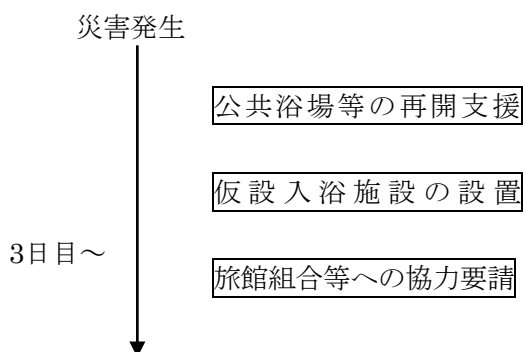 災害発生
公共浴場等の再開支援
仮設入浴施設の設置
3日目～
旅館組合等への協力要請